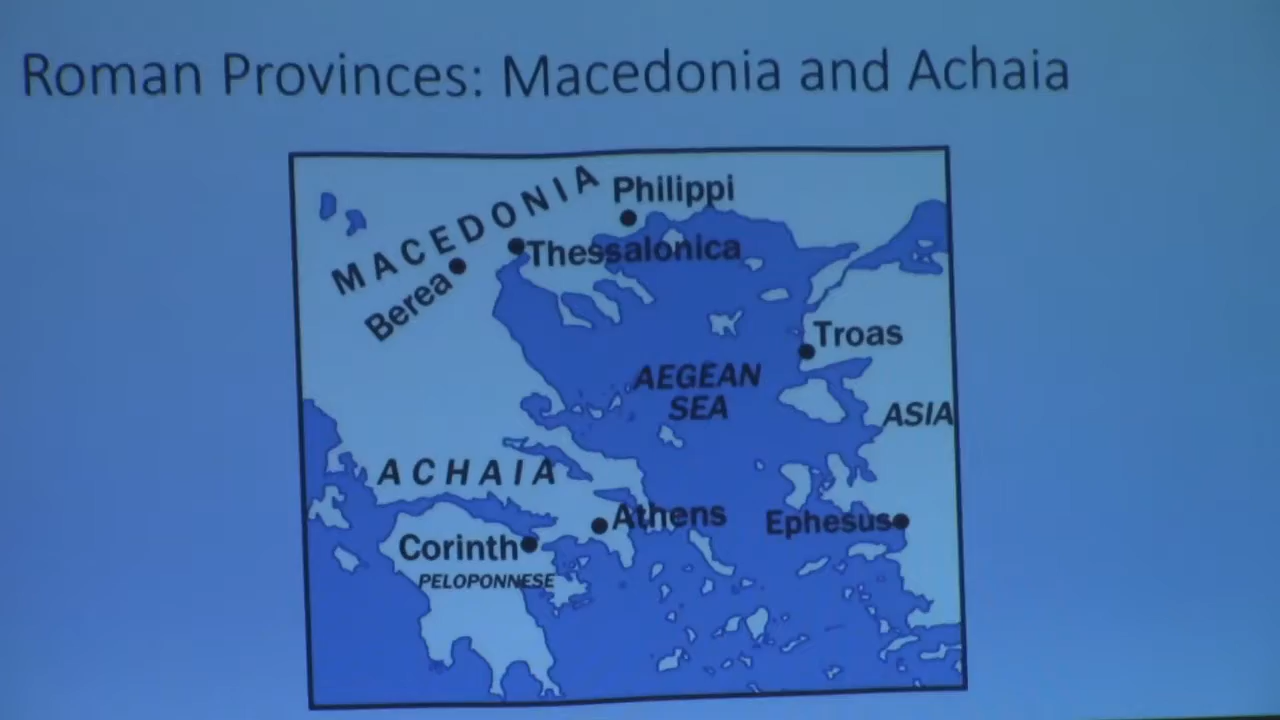 Roman Provinces: Macedonia and Achaia
MACEDONIA
Philippi
Thessalonica
Berea
Troas
AEGEAN
SEA
ASIA
ACHAIA
Athens
Ephesus
Corinth
PELOPONNESE